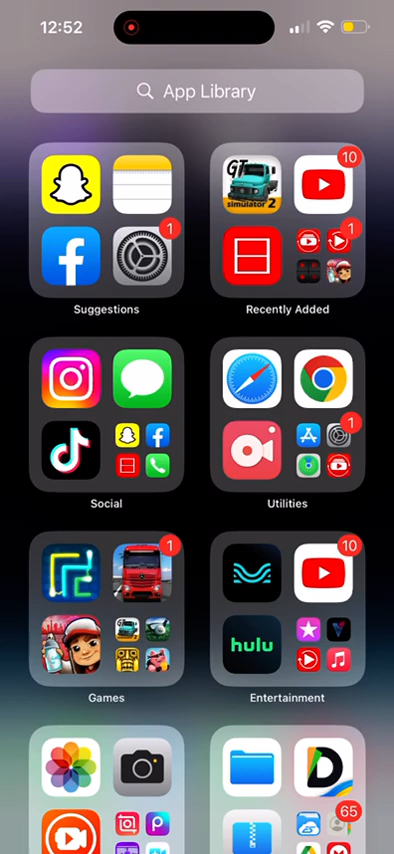 12:52
App Library
GT
simulator 2
10
1
1
Suggestions
Recently Added
1
Social
Utilities
1
10
hulu
Games
Entertainment
65